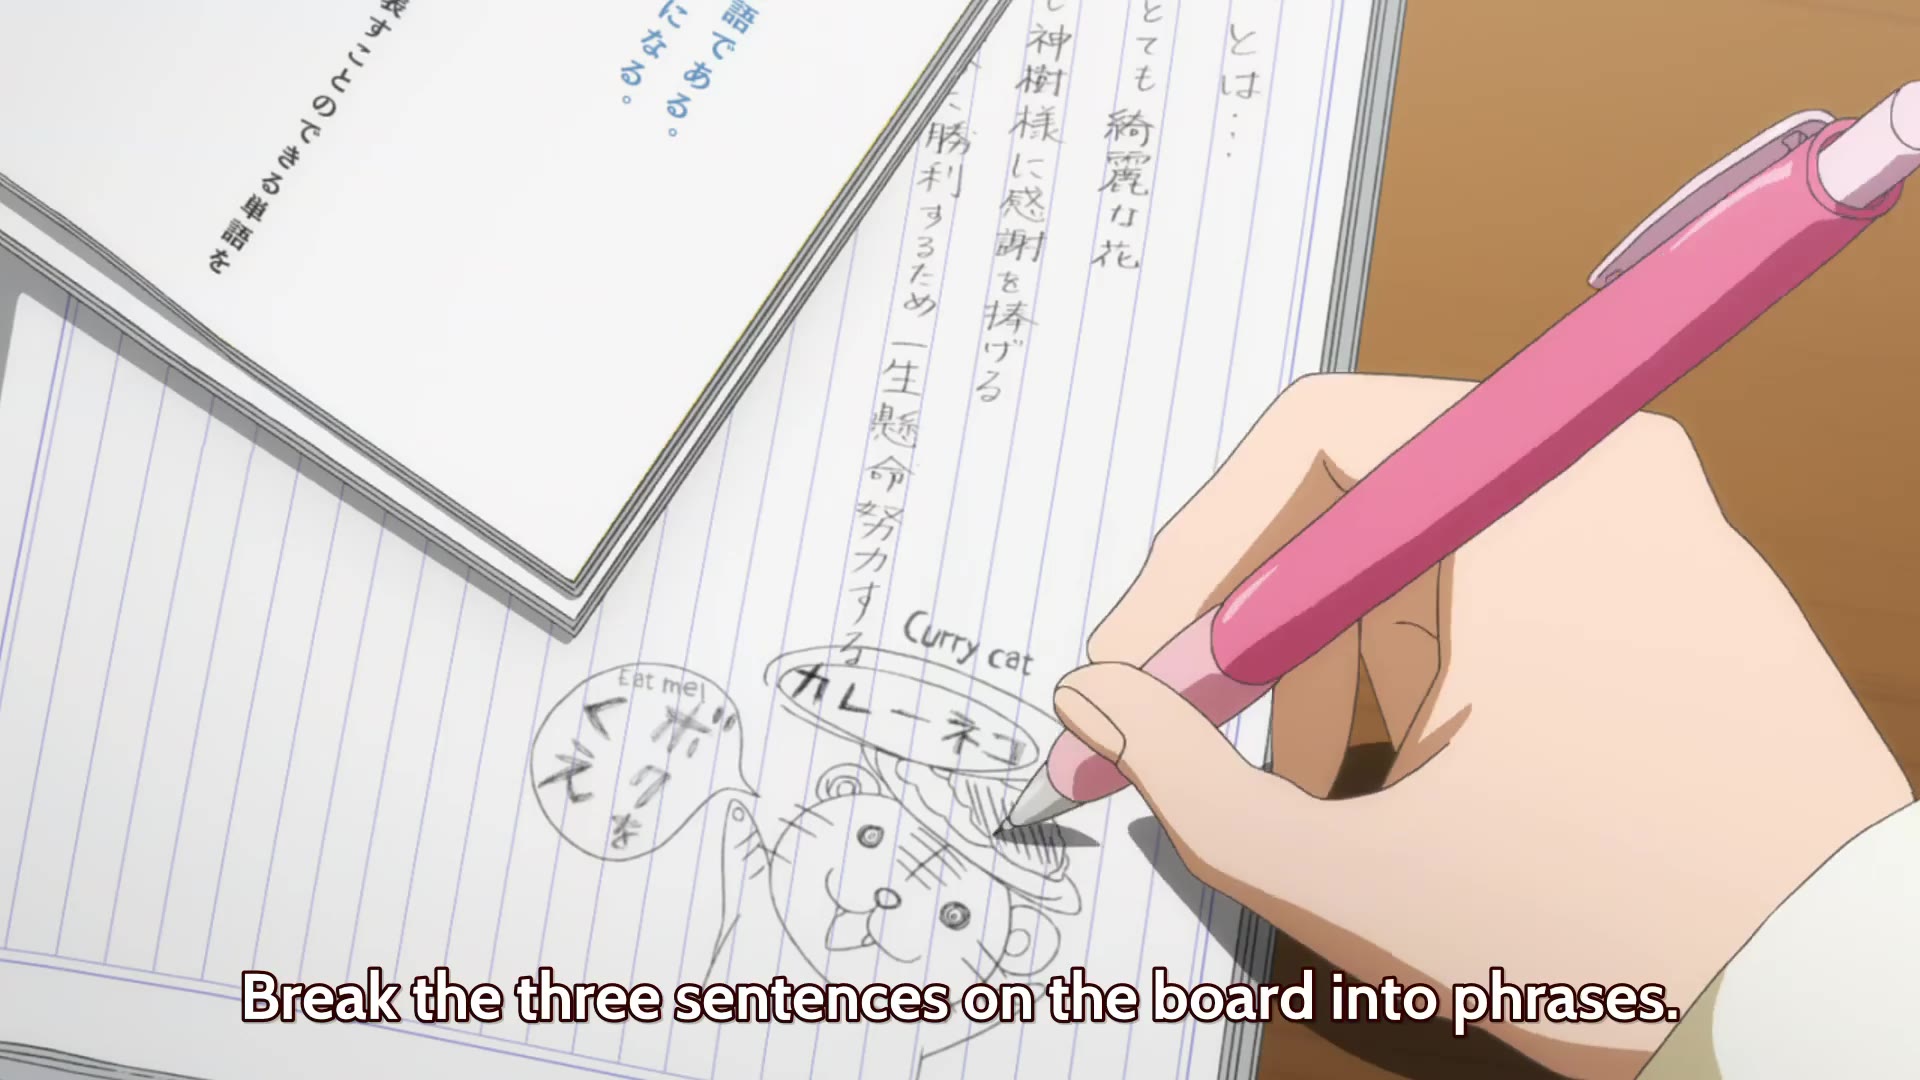 とは…
とても綺麗な花
神樹様に感謝を捧げる
に勝利するため一生懸命努力する
語である。
になる。
表すことのできる単語を
Curry cat
カレーネコ
Eat me!
ボクを
くえ
Break the three sentences on the board into phrases.